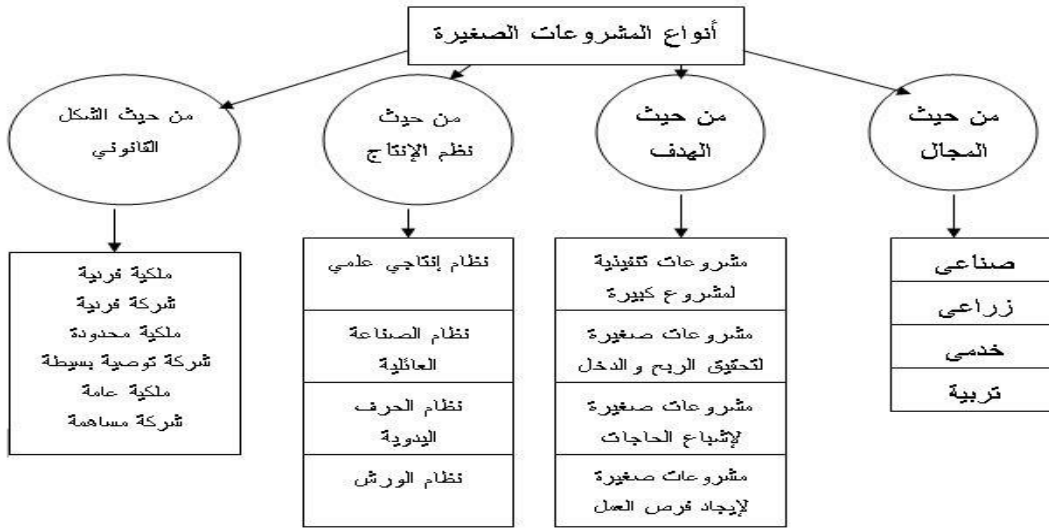 أنواع المشروعات الصغيرة
من حيث
المجال
صناعى
زراعى
خدمى
تربية
من حيث
الهدف
مشروعات تنفيذية
لمشروع كبيرة
مشروعات صغيرة
لتحقيق الربح والدخل
مشروعات صغيرة
لإشباع الحاجات
مشروعات صغيرة
لإيجاد فرص العمل
من حيث
نظم الإنتاج
نظام إنتاجي علمي
نظام الصناعة
العائلية
نظام الحرف
اليدوية
نظام الورش
من حيث الشكل
القانوني
ملكية فردية
شركة فردية
ملكية محدودة
شركة توصية بسيطة
ملكية عامة
شركة مساهمة